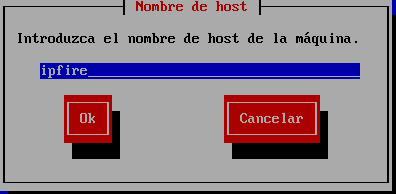 Nombre de host
Introduzca el nombre de host de la máquina.
ipfire
Ok
Cancelar